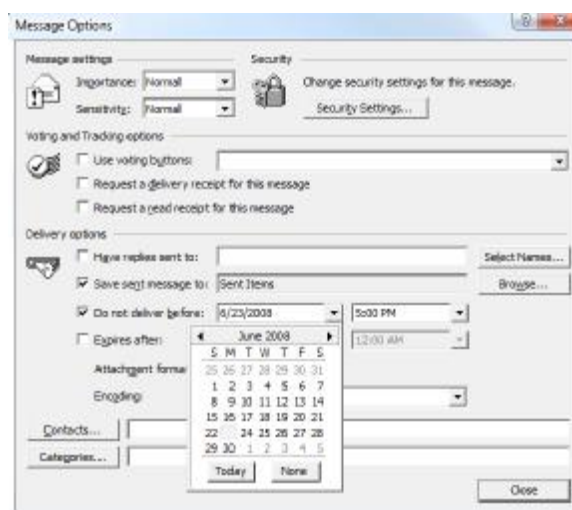 Message Options
Message settings
Security
Importance: Normal
Change security settings for this message.
Sensitivity: Normal
Security Settings...
Voting and Tracking options
Use voting buttons:
Request a delivery receipt for this message
Request a read receipt for this message
Delivery options
Have replies sent to:
Select Names...
Save sent message to: Sent Items
Browse...
Do not deliver before: 6/23/2008 5:00 PM
Expires after:
12:00 AM
June 2008
S M T W T F S
25 26 27 28 29 30 31
1 2 3 4 5 6 7
8 9 10 11 12 13 14
15 16 17 18 19 20 21
22 24 25 26 27 28
29 30 1 2 3 4 5
Today None
Attachment forma
Encoding
Contacts...
Categories...
Close